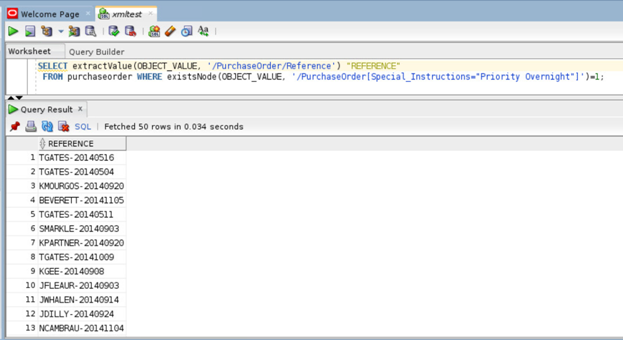 Welcome Page × xmltest ×
Worksheet Query Builder
SELECT extractValue(OBJECT_VALUE, '/PurchaseOrder/Reference') "REFERENCE"
FROM purchaseorder WHERE existsNode(OBJECT_VALUE, '/PurchaseOrder[Special_Instructions="Priority Overnight"]')=1;
Query Result ×
SQL | Fetched 50 rows in 0.034 seconds
REFERENCE
1 TGATES-20140516
2 TGATES-20140504
3 KMOURGOS-20140920
4 BEVERETT-20141105
5 TGATES-20140511
6 SMARKLE-20140903
7 KPARTNER-20140920
8 TGATES-20141009
9 KGEE-20140908
10 JFLEAUR-20140903
11 JWHALEN-20140914
12 JDILLY-20140924
13 NCAMBRAU-20141104